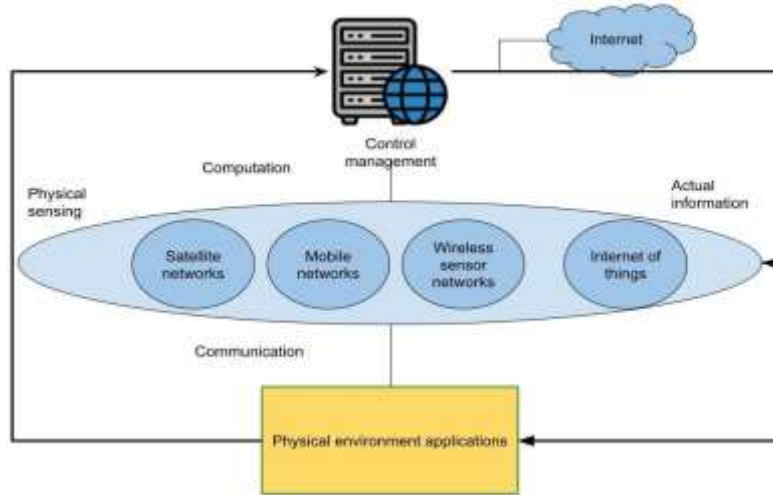 Internet
Control
management
Computation
Physical
sensing
Actual
information
Satellite
networks
Mobile
networks
Wireless
sensor
networks
Internet of
things
Communication
Physical environment applications